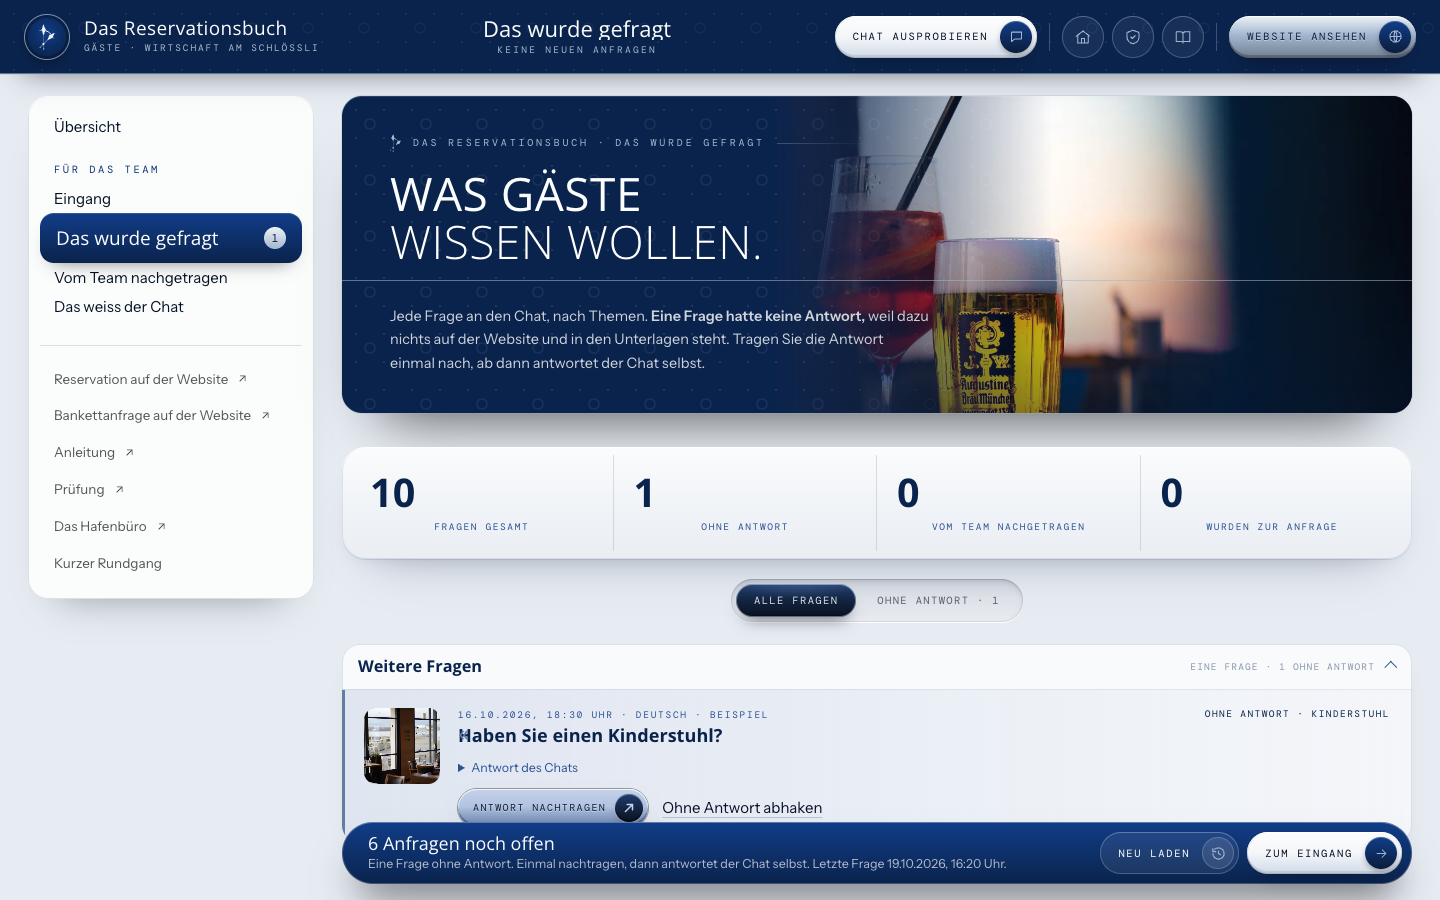 Das Reservationsbuch
GÄSTE · WIRTSCHAFT AM SCHLÖSSLI
Das wurde gefragt
KEINE NEUEN ANFRAGEN
CHAT AUSPROBIEREN
WEBSITE ANSEHEN
Übersicht
FÜR DAS TEAM
Eingang
Das wurde gefragt
1
Vom Team nachgetragen
Das weiss der Chat
Reservation auf der Website
Bankettanfrage auf der Website
Anleitung
Prüfung
Das Hafenbüro
Kurzer Rundgang
DAS RESERVATIONSBUCH · DAS WURDE GEFRAGT
WAS GÄSTE
WISSEN WOLLEN.
Jede Frage an den Chat, nach Themen. Eine Frage hatte keine Antwort, weil dazu
nichts auf der Website und in den Unterlagen steht. Tragen Sie die Antwort
einmal nach, ab dann antwortet der Chat selbst.
Augustiner
Bräu München
10
FRAGEN GESAMT
1
OHNE ANTWORT
0
VOM TEAM NACHGETRAGEN
0
WURDEN ZUR ANFRAGE
ALLE FRAGEN
OHNE ANTWORT · 1
Weitere Fragen
EINE FRAGE · 1 OHNE ANTWORT
16.10.2026, 18:30 UHR · DEUTSCH · BEISPIEL
OHNE ANTWORT · KINDERSTUHL
Haben Sie einen Kinderstuhl?
Antwort des Chats
ANTWORT NACHTRAGEN
Ohne Antwort abhaken
6 Anfragen noch offen
Eine Frage ohne Antwort. Einmal nachtragen, dann antwortet der Chat selbst. Letzte Frage 19.10.2026, 16:20 Uhr.
NEU LADEN
ZUM EINGANG